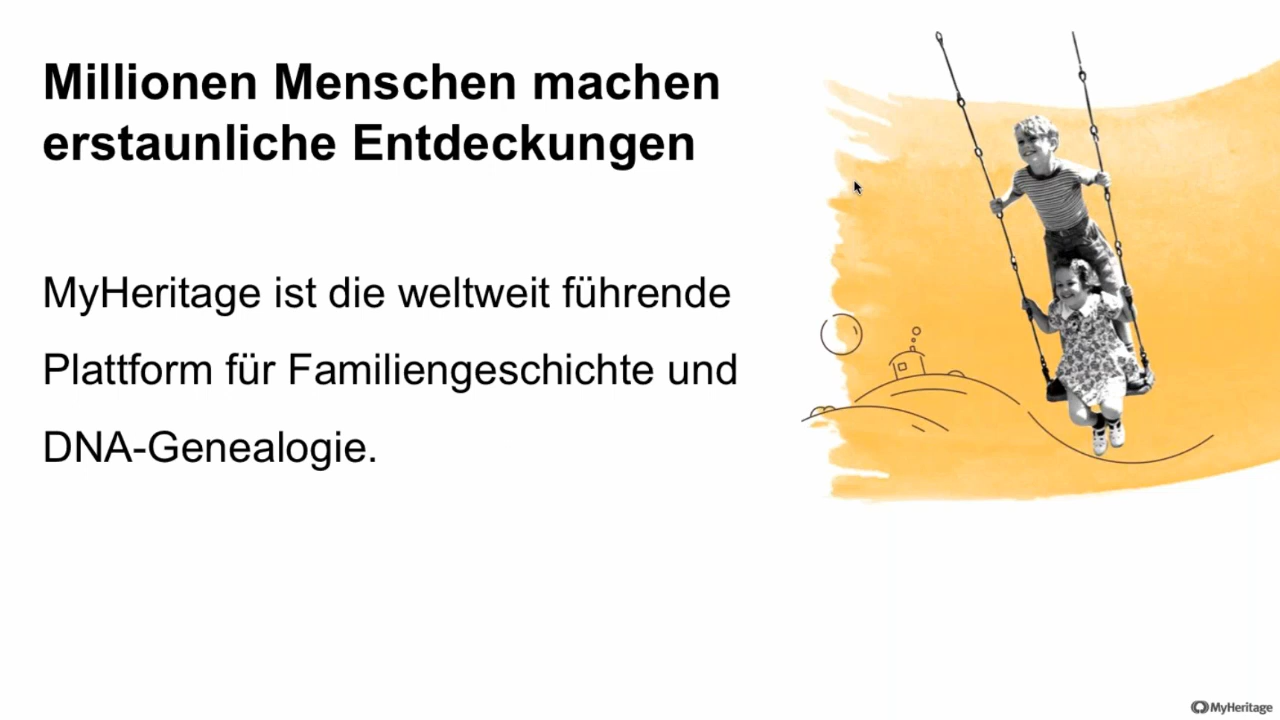 Millionen Menschen machen
erstaunliche Entdeckungen
MyHeritage ist die weltweit führende
Plattform für Familiengeschichte und
DNA-Genealogie.
MyHeritage